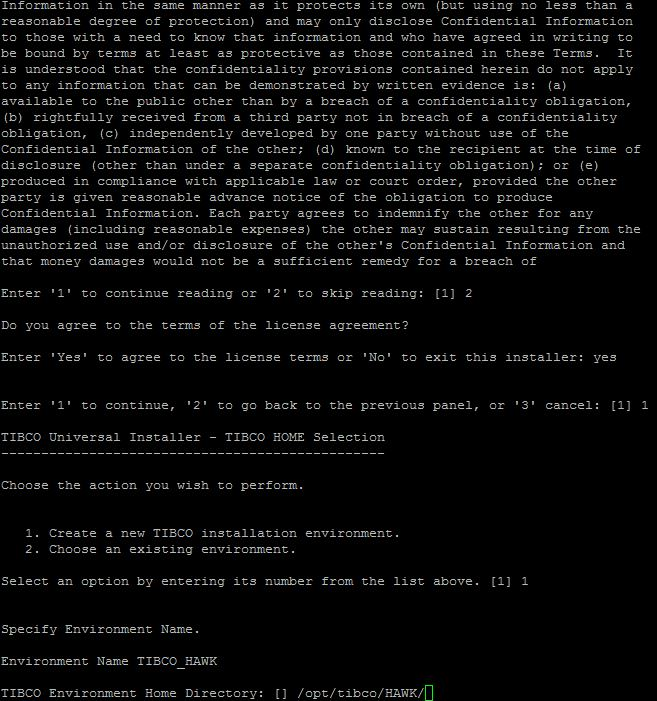 Information in the same manner as it protects its own (but using no less than a
reasonable degree of protection) and may only disclose Confidential Information
to those with a need to know that information and who have agreed in writing to
be bound by terms at least as protective as those contained in these Terms.  It
is understood that the confidentiality provisions contained herein do not apply
to any information that can be demonstrated by written evidence is: (a)
available to the public other than by a breach of a confidentiality obligation,
(b) rightfully received from a third party not in breach of a confidentiality
obligation, (c) independently developed by one party without use of the
Confidential Information of the other; (d) known to the recipient at the time of
disclosure (other than under a separate confidentiality obligation); or (e)
produced in compliance with applicable law or court order, provided the other
party is given reasonable advance notice of the obligation to produce
Confidential Information. Each party agrees to indemnify the other for any
damages (including reasonable expenses) the other may sustain resulting from the
unauthorized use and/or disclosure of the other's Confidential Information and
that money damages would not be a sufficient remedy for a breach of
Enter '1' to continue reading or '2' to skip reading: [1] 2
Do you agree to the terms of the license agreement?
Enter 'Yes' to agree to the license terms or 'No' to exit this installer: yes
Enter '1' to continue, '2' to go back to the previous panel, or '3' cancel: [1] 1
TIBCO Universal Installer - TIBCO HOME Selection
------------------------------------------------
Choose the action you wish to perform.
1. Create a new TIBCO installation environment.
2. Choose an existing environment.
Select an option by entering its number from the list above. [1] 1
Specify Environment Name.
Environment Name TIBCO_HAWK
TIBCO Environment Home Directory: [] /opt/tibco/HAWK/